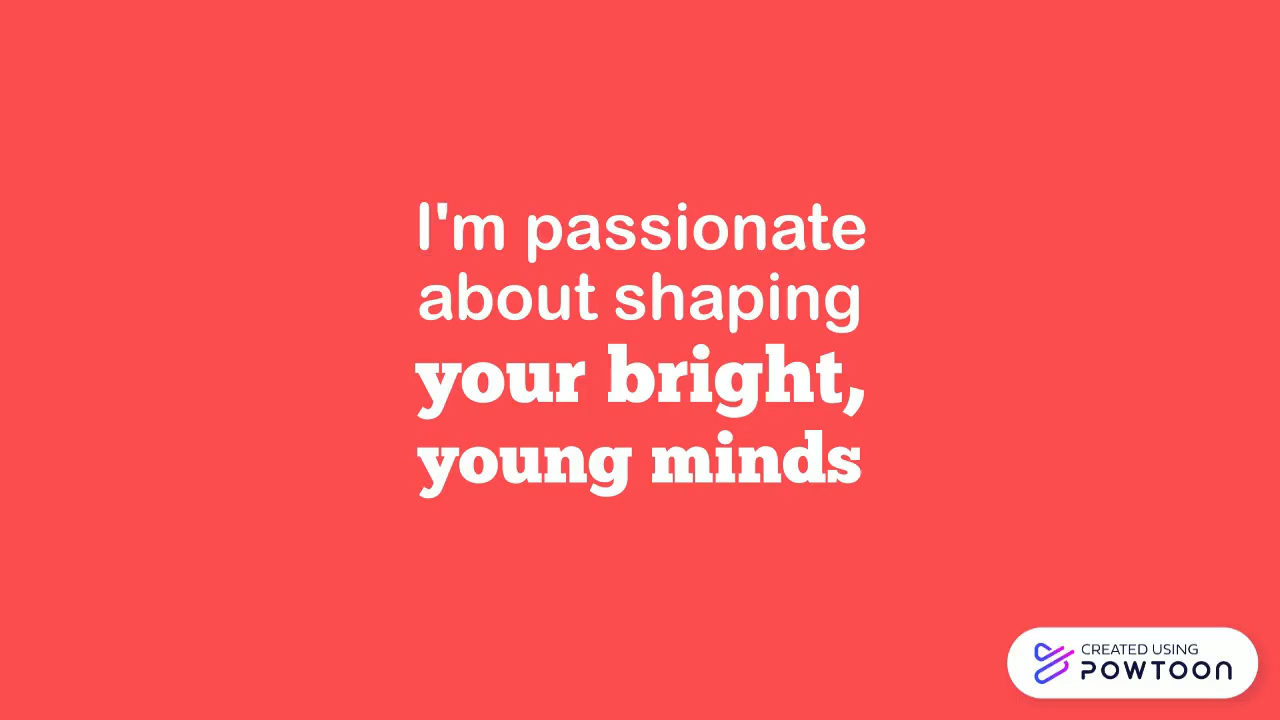 I'm passionate
about shaping
your bright,
young minds
CREATED USING
POWTOON